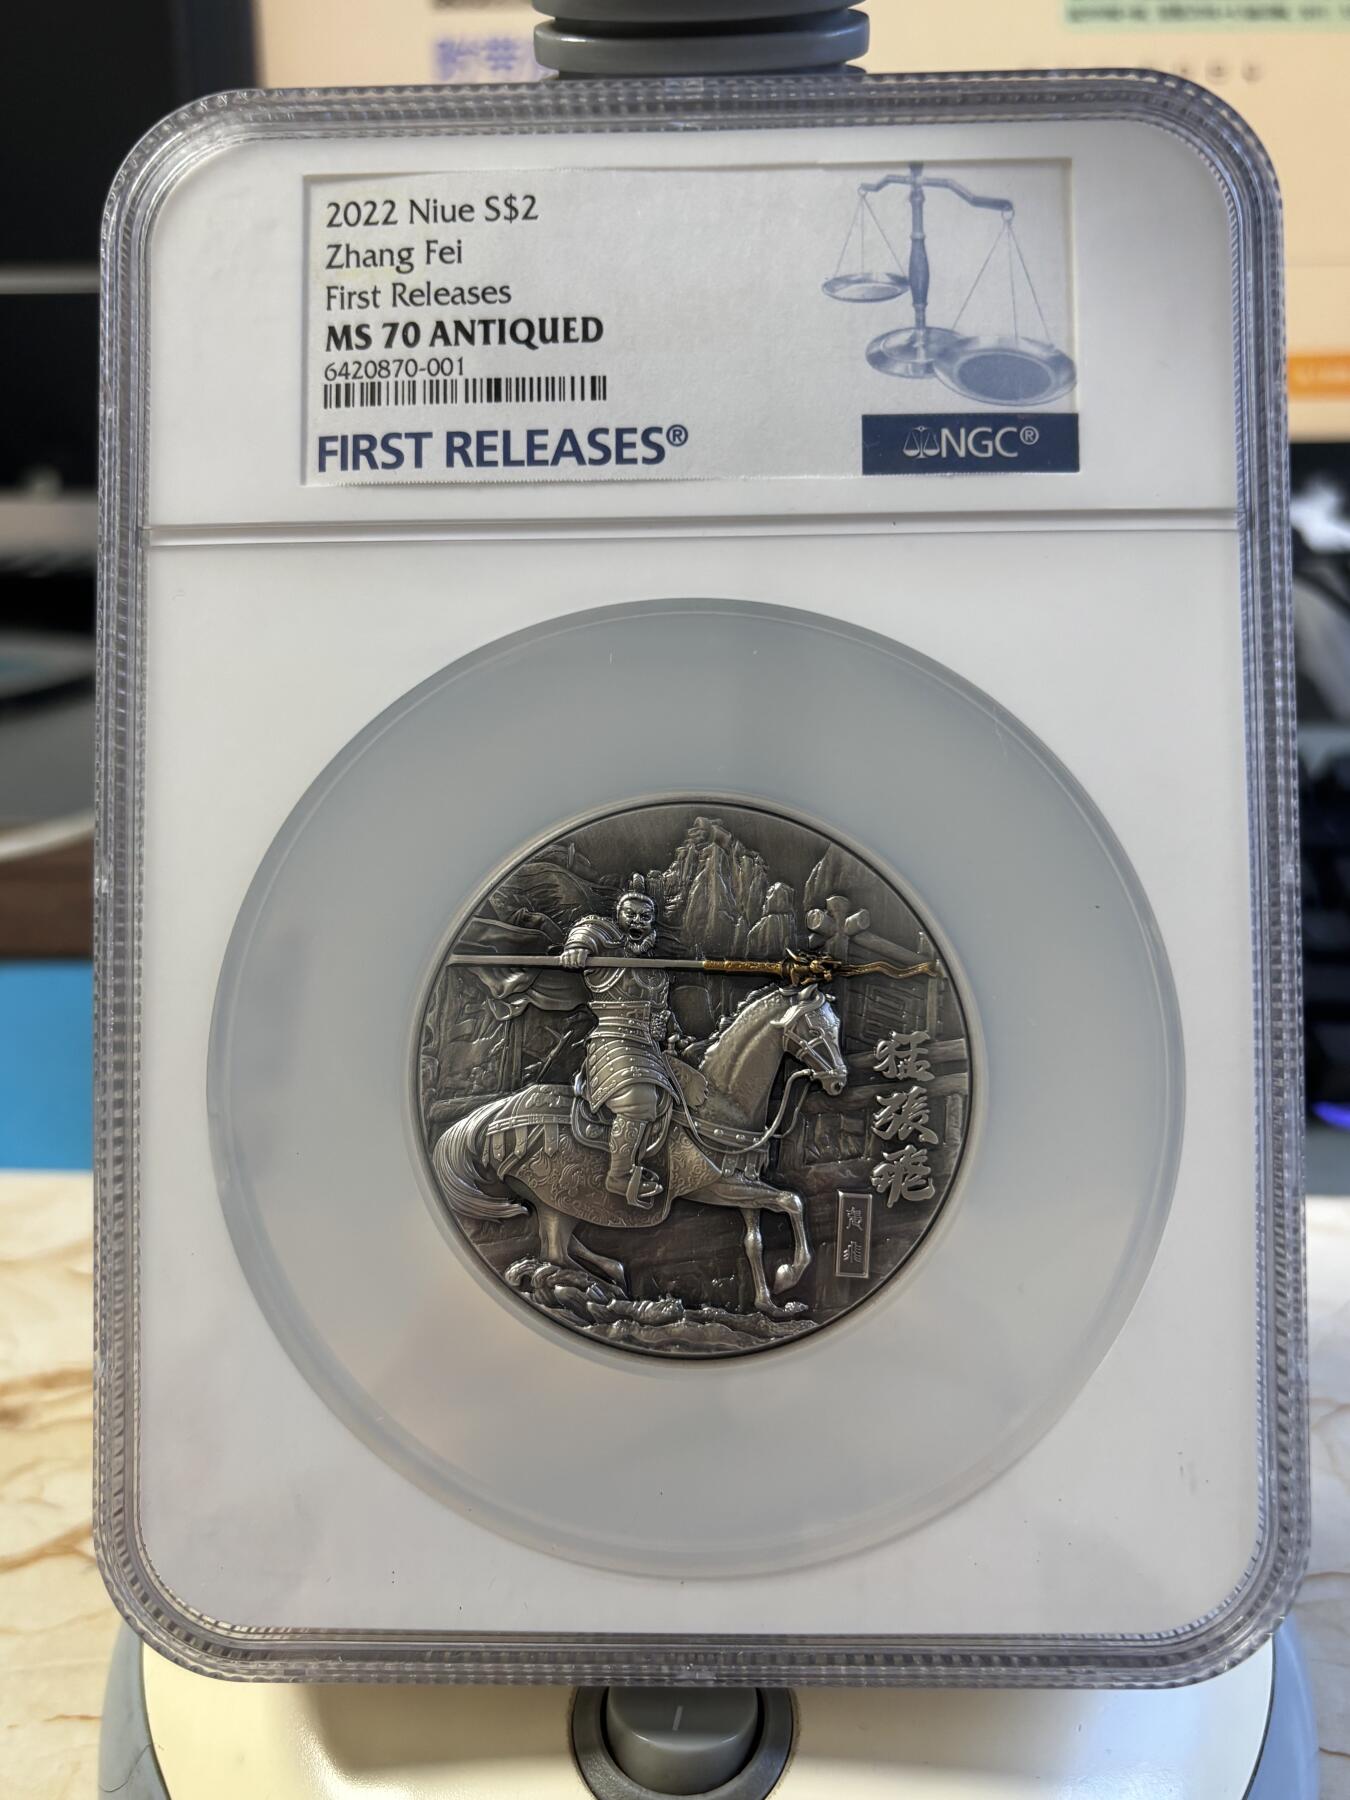 2022 Niue S$2
Zhang Fei
First Releases
MS 70 ANTIQUED
6420870-001
FIRST RELEASES®
NGC®
猛張飛